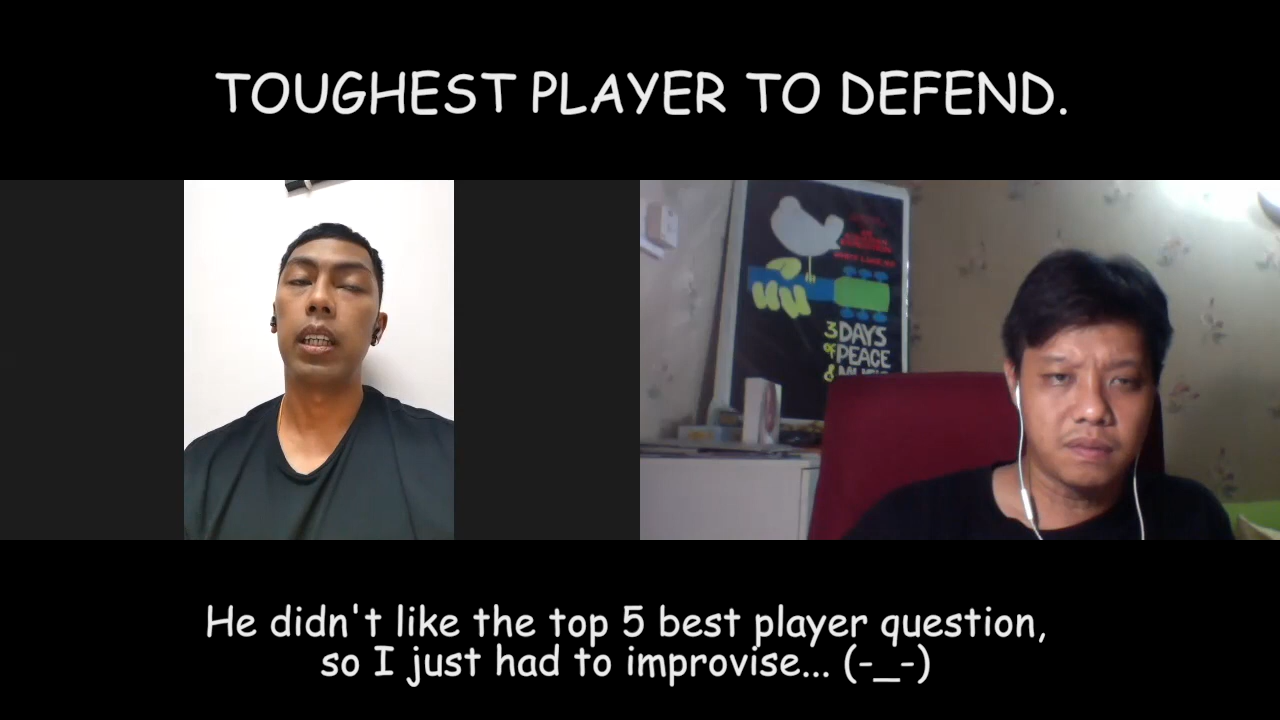 TOUGHEST PLAYER TO DEFEND.
3 DAYS
of PEACE
& MUSIC
He didn't like the top 5 best player question,
so I just had to improvise... (-_-)